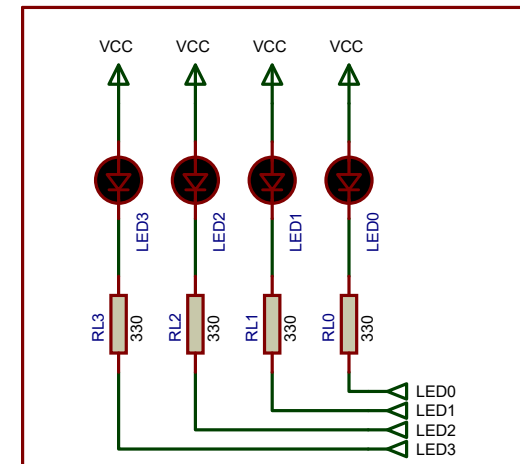 VCC VCC VCC VCC
LED3 LED2 LED1 LED0
RL3 330 RL2 330 RL1 330 RL0 330
LED0
LED1
LED2
LED3